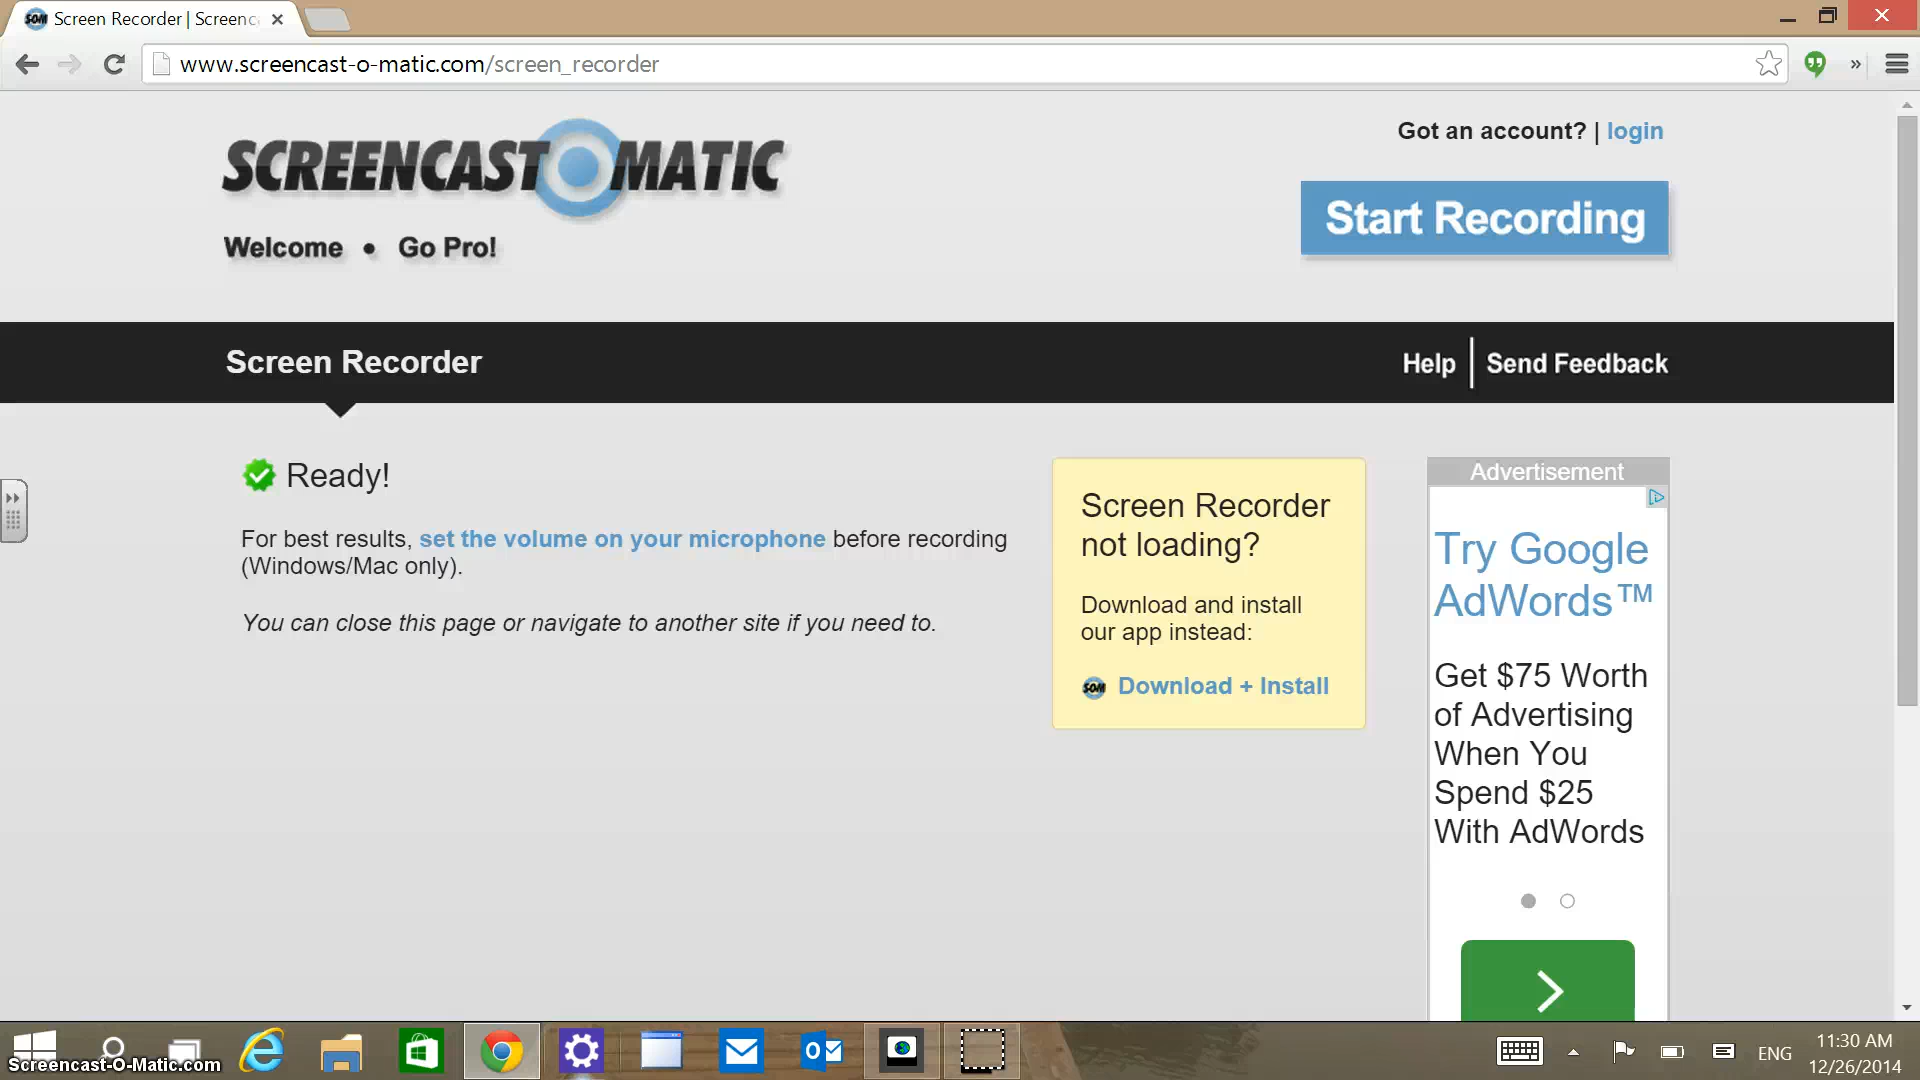 Screen Recorder | Screenc
www.screencast-o-matic.com/screen_recorder
Got an account? | login
SCREENCAST O MATIC
Start Recording
Welcome • Go Pro!
Screen Recorder
Help
Send Feedback
Ready!
For best results, set the volume on your microphone before recording
(Windows/Mac only).
You can close this page or navigate to another site if you need to.
Screen Recorder
not loading?
Download and install
our app instead:
SOM Download + Install
Advertisement
Try Google
AdWords™
Get $75 Worth
of Advertising
When You
Spend $25
With AdWords
Screencast-O-Matic.com
ENG
11:30 AM
12/26/2014